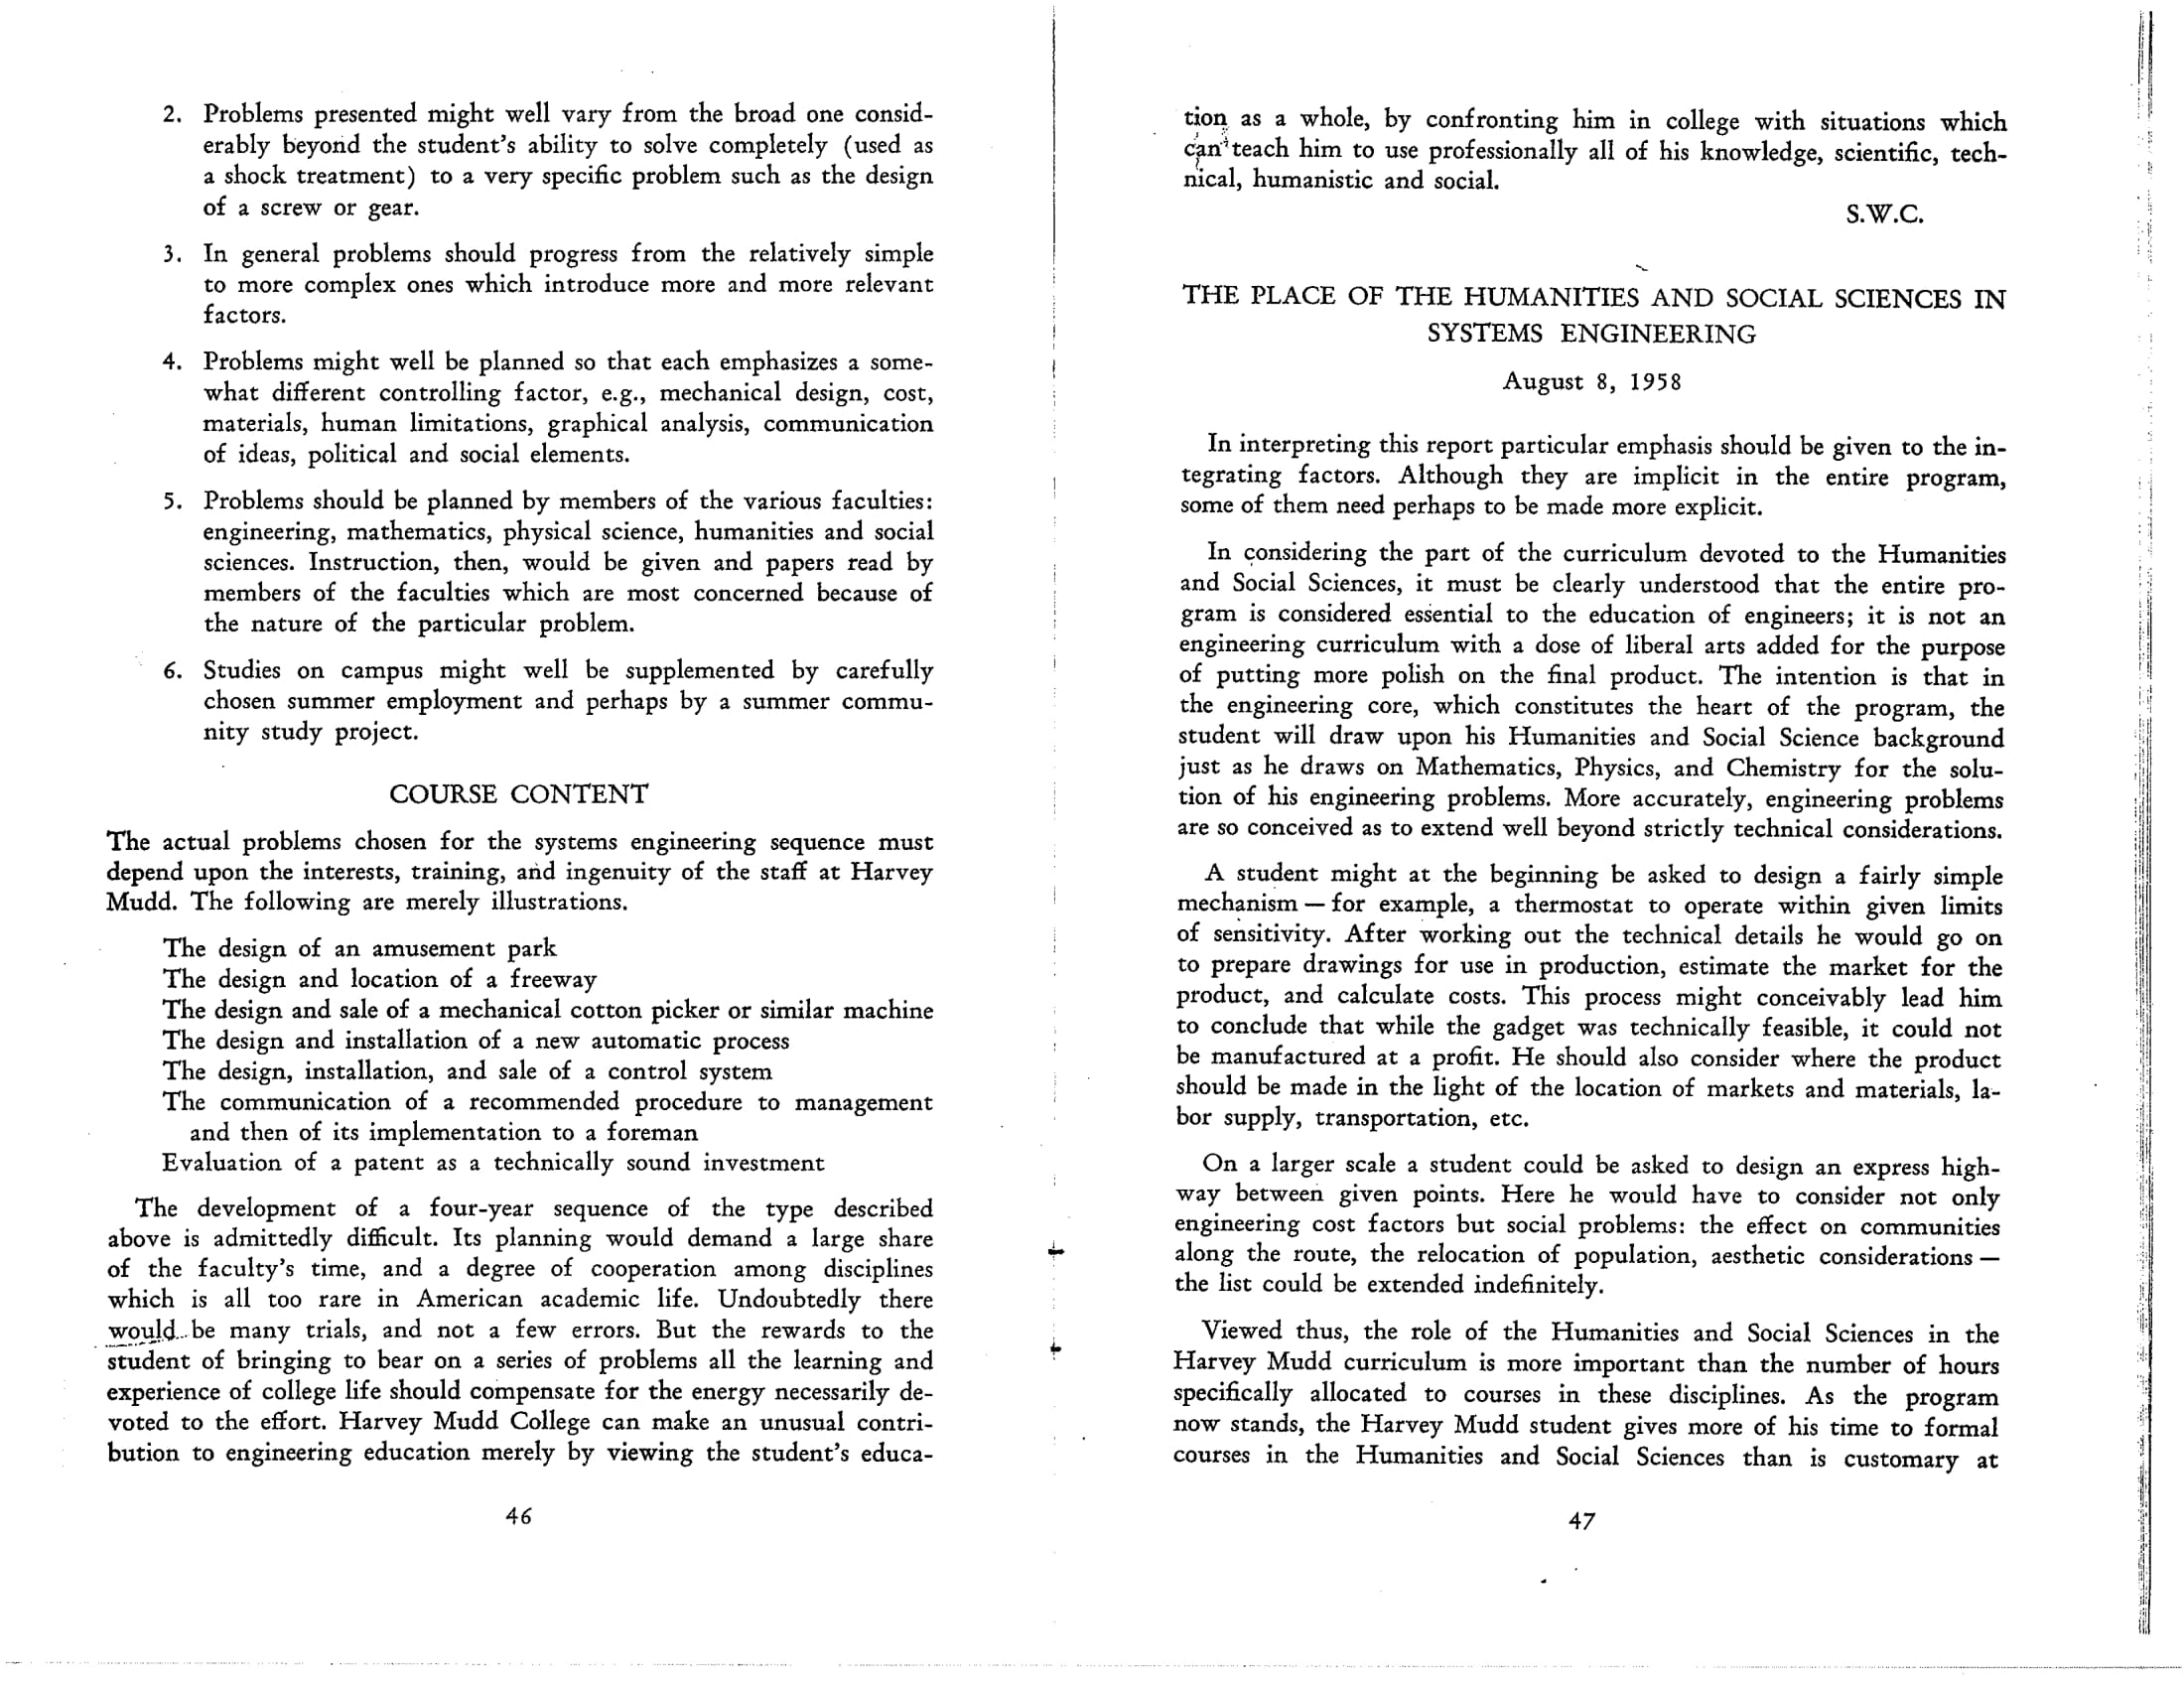 2. Problems presented might well vary from the broad one consid-
erably beyond the student's ability to solve completely (used as
a shock treatment) to a very specific problem such as the design
of a screw or gear.
3. In general problems should progress from the relatively simple
to more complex ones which introduce more and more relevant
factors.
4. Problems might well be planned so that each emphasizes a some-
what different controlling factor, e.g., mechanical design, cost,
materials, human limitations, graphical analysis, communication
of ideas, political and social elements.
5. Problems should be planned by members of the various faculties:
engineering, mathematics, physical science, humanities and social
sciences. Instruction, then, would be given and papers read by
members of the faculties which are most concerned because of
the nature of the particular problem.
6. Studies on campus might well be supplemented by carefully
chosen summer employment and perhaps by a summer commu-
nity study project.
COURSE CONTENT
The actual problems chosen for the systems engineering sequence must
depend upon the interests, training, and ingenuity of the staff at Harvey
Mudd. The following are merely illustrations.
The design of an amusement park
The design and location of a freeway
The design and sale of a mechanical cotton picker or similar machine
The design and installation of a new automatic process
The design, installation, and sale of a control system
The communication of a recommended procedure to management
and then of its implementation to a foreman
Evaluation of a patent as a technically sound investment
The development of a four-year sequence of the type described
above is admittedly difficult. Its planning would demand a large share
of the faculty's time, and a degree of cooperation among disciplines
which is all too rare in American academic life. Undoubtedly there
would be many trials, and not a few errors. But the rewards to the
student of bringing to bear on a series of problems all the learning and
experience of college life should compensate for the energy necessarily de-
voted to the effort. Harvey Mudd College can make an unusual contri-
bution to engineering education merely by viewing the student's educa-
46
tion as a whole, by confronting him in college with situations which
can teach him to use professionally all of his knowledge, scientific, tech-
nical, humanistic and social.
S.W.C.
THE PLACE OF THE HUMANITIES AND SOCIAL SCIENCES IN
SYSTEMS ENGINEERING
August 8, 1958
In interpreting this report particular emphasis should be given to the in-
tegrating factors. Although they are implicit in the entire program,
some of them need perhaps to be made more explicit.
In considering the part of the curriculum devoted to the Humanities
and Social Sciences, it must be clearly understood that the entire pro-
gram is considered essential to the education of engineers; it is not an
engineering curriculum with a dose of liberal arts added for the purpose
of putting more polish on the final product. The intention is that in
the engineering core, which constitutes the heart of the program, the
student will draw upon his Humanities and Social Science background
just as he draws on Mathematics, Physics, and Chemistry for the solu-
tion of his engineering problems. More accurately, engineering problems
are so conceived as to extend well beyond strictly technical considerations.
A student might at the beginning be asked to design a fairly simple
mechanism — for example, a thermostat to operate within given limits
of sensitivity. After working out the technical details he would go on
to prepare drawings for use in production, estimate the market for the
product, and calculate costs. This process might conceivably lead him
to conclude that while the gadget was technically feasible, it could not
be manufactured at a profit. He should also consider where the product
should be made in the light of the location of markets and materials, la-
bor supply, transportation, etc.
On a larger scale a student could be asked to design an express high-
way between given points. Here he would have to consider not only
engineering cost factors but social problems: the effect on communities
along the route, the relocation of population, aesthetic considerations —
the list could be extended indefinitely.
Viewed thus, the role of the Humanities and Social Sciences in the
Harvey Mudd curriculum is more important than the number of hours
specifically allocated to courses in these disciplines. As the program
now stands, the Harvey Mudd student gives more of his time to formal
courses in the Humanities and Social Sciences than is customary at
47